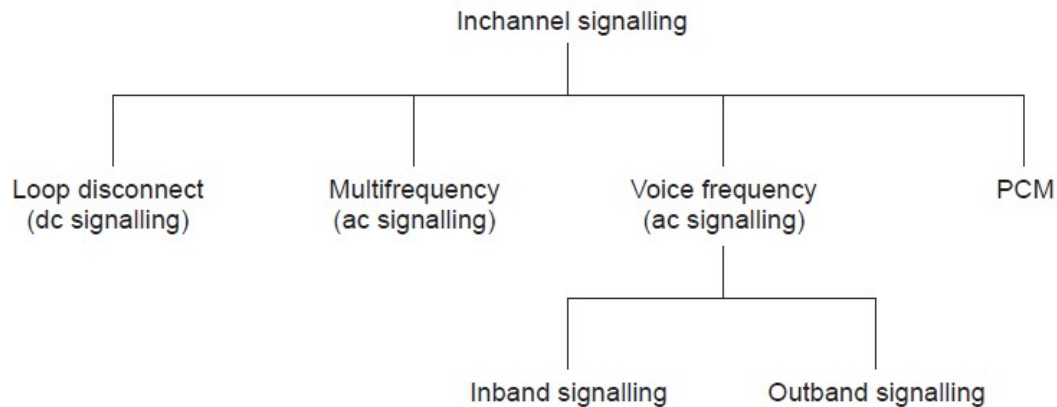 Inchannel signalling
Loop disconnect
(dc signalling)
Multifrequency
(ac signalling)
Voice frequency
(ac signalling)
PCM
Inband signalling
Outband signalling